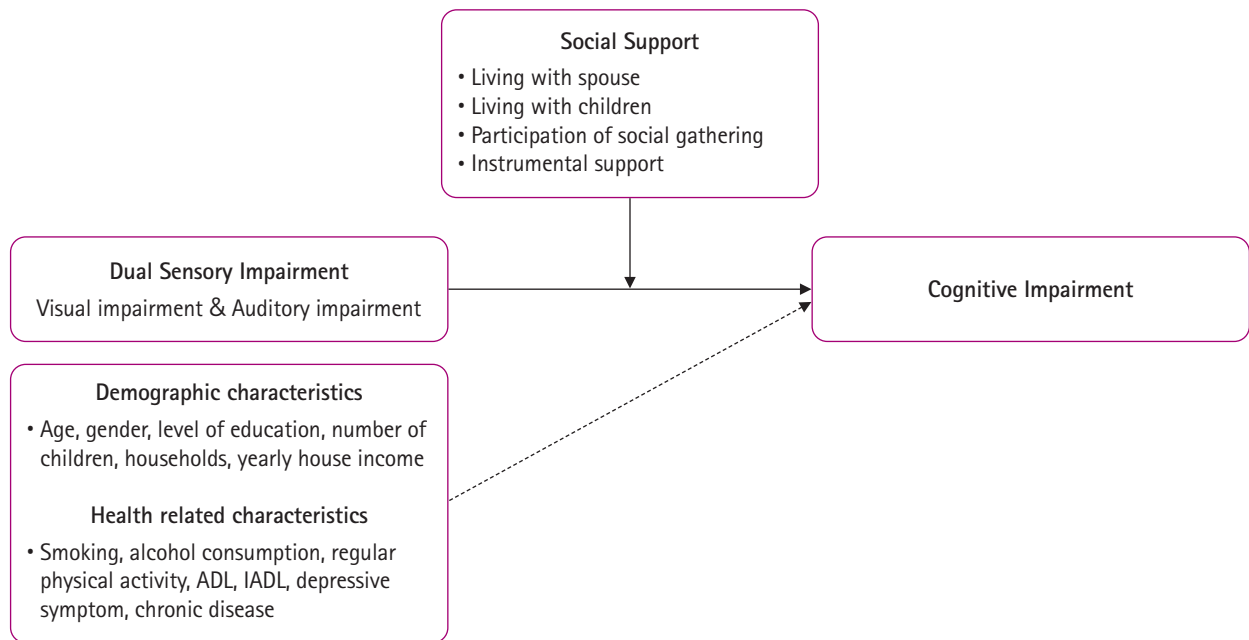 Social Support
• Living with spouse
• Living with children
• Participation of social gathering
• Instrumental support
Dual Sensory Impairment
Visual impairment & Auditory impairment
Cognitive Impairment
Demographic characteristics
• Age, gender, level of education, number of
children, households, yearly house income
Health related characteristics
• Smoking, alcohol consumption, regular
physical activity, ADL, IADL, depressive
symptom, chronic disease